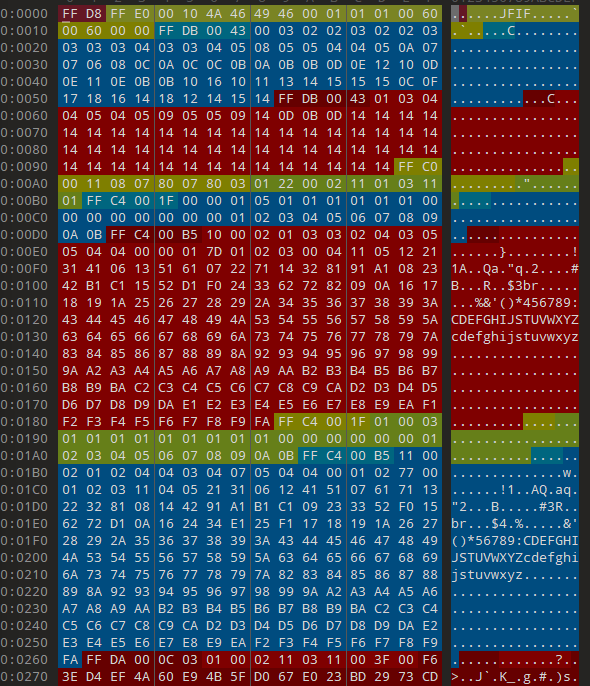 0:0000 FF D8 FF E0 00 10 4A 46 49 46 00 01 01 01 00 60 ......JFIF.....`
0:0010 00 60 00 00 FF DB 00 43 00 03 02 02 03 02 02 03 .`.....C........
0:0020 03 03 03 04 03 03 04 05 08 05 05 04 04 05 0A 07 ................
0:0030 07 06 08 0C 0A 0C 0C 0B 0A 0B 0B 0D 0E 12 10 0D ................
0:0040 0E 11 0E 0B 0B 10 16 10 11 13 14 15 15 15 0C 0F ................
0:0050 17 18 16 14 18 12 14 15 14 FF DB 00 43 01 03 04 ............C...
0:0060 04 05 04 05 09 05 05 09 14 0D 0B 0D 14 14 14 14 ................
0:0070 14 14 14 14 14 14 14 14 14 14 14 14 14 14 14 14 ................
0:0080 14 14 14 14 14 14 14 14 14 14 14 14 14 14 14 14 ................
0:0090 14 14 14 14 14 14 14 14 14 14 14 14 14 14 FF C0 ................
0:00A0 00 11 08 07 80 07 80 03 01 22 00 02 11 01 03 11 ........."......
0:00B0 01 FF C4 00 1F 00 00 01 05 01 01 01 01 01 01 00 ................
0:00C0 00 00 00 00 00 00 00 01 02 03 04 05 06 07 08 09 ................
0:00D0 0A 0B FF C4 00 B5 10 00 02 01 03 03 02 04 03 05 ................
0:00E0 05 04 04 00 00 01 7D 01 02 03 00 04 11 05 12 21 ......}........!
0:00F0 31 41 06 13 51 61 07 22 71 14 32 81 91 A1 08 23 1A..Qa."q.2....#
0:0100 42 B1 C1 15 52 D1 F0 24 33 62 72 82 09 0A 16 17 B...R..$3br.....
0:0110 18 19 1A 25 26 27 28 29 2A 34 35 36 37 38 39 3A ...%&'()*456789:
0:0120 43 44 45 46 47 48 49 4A 53 54 55 56 57 58 59 5A CDEFGHIJSTUVWXYZ
0:0130 63 64 65 66 67 68 69 6A 73 74 75 76 77 78 79 7A cdefghijstuvwxyz
0:0140 83 84 85 86 87 88 89 8A 92 93 94 95 96 97 98 99 ................
0:0150 9A A2 A3 A4 A5 A6 A7 A8 A9 AA B2 B3 B4 B5 B6 B7 ................
0:0160 B8 B9 BA C2 C3 C4 C5 C6 C7 C8 C9 CA D2 D3 D4 D5 ................
0:0170 D6 D7 D8 D9 DA E1 E2 E3 E4 E5 E6 E7 E8 E9 EA F1 ................
0:0180 F2 F3 F4 F5 F6 F7 F8 F9 FA FF C4 00 1F 01 00 03 ................
0:0190 01 01 01 01 01 01 01 01 01 00 00 00 00 00 00 01 ................
0:01A0 02 03 04 05 06 07 08 09 0A 0B FF C4 00 B5 11 00 ................
0:01B0 02 01 02 04 04 03 04 07 05 04 04 00 01 02 77 00 ..............w.
0:01C0 01 02 03 11 04 05 21 31 06 12 41 51 07 61 71 13 ......!1..AQ.aq.
0:01D0 22 32 81 08 14 42 91 A1 B1 C1 09 23 33 52 F0 15 "2...B.....#3R..
0:01E0 62 72 D1 0A 16 24 34 E1 25 F1 17 18 19 1A 26 27 br...$4.%.....&'
0:01F0 28 29 2A 35 36 37 38 39 3A 43 44 45 46 47 48 49 ()*56789:CDEFGHI
0:0200 4A 53 54 55 56 57 58 59 5A 63 64 65 66 67 68 69 JSTUVWXYZcdefghi
0:0210 6A 73 74 75 76 77 78 79 7A 82 83 84 85 86 87 88 jstuvwxyz.......
0:0220 89 8A 92 93 94 95 96 97 98 99 9A A2 A3 A4 A5 A6 ................
0:0230 A7 A8 A9 AA B2 B3 B4 B5 B6 B7 B8 B9 BA C2 C3 C4 ................
0:0240 C5 C6 C7 C8 C9 CA D2 D3 D4 D5 D6 D7 D8 D9 DA E2 ................
0:0250 E3 E4 E5 E6 E7 E8 E9 EA F2 F3 F4 F5 F6 F7 F8 F9 ................
0:0260 FA FF DA 00 0C 03 01 00 02 11 03 11 00 3F 00 F6 .............?..
0:0270 3E D4 EF 4A 60 E9 4B 5F D0 67 E0 23 BD 29 73 CD >..J`.K_.g.#.)s.